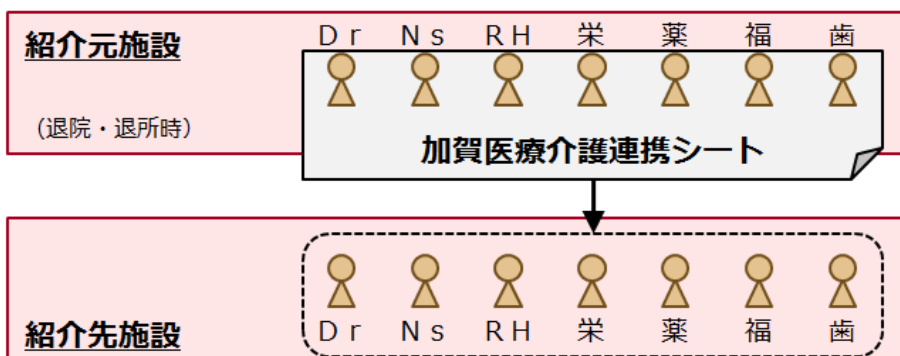 Ｄｒ Ｎｓ ＲＨ 栄 薬 福 歯
紹介元施設
（退院・退所時）
加賀医療介護連携シート
紹介先施設
Ｄｒ Ｎｓ ＲＨ 栄 薬 福 歯